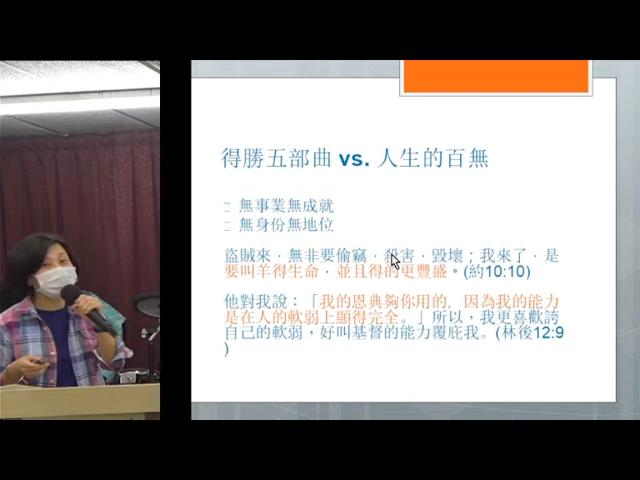 得勝五部曲 vs. 人生的百無
無事業無成就
無身份無地位
盜賊來，無非要偷竊，殺害，毀壞；我來了，是
要叫羊得生命，並且得的更豐盛。(約10:10)
他對我說：「我的恩典夠你用的，因為我的能力
是在人的軟弱上顯得完全。」所以，我更喜歡誇
自己的軟弱，好叫基督的能力覆庇我。(林後12:9
)